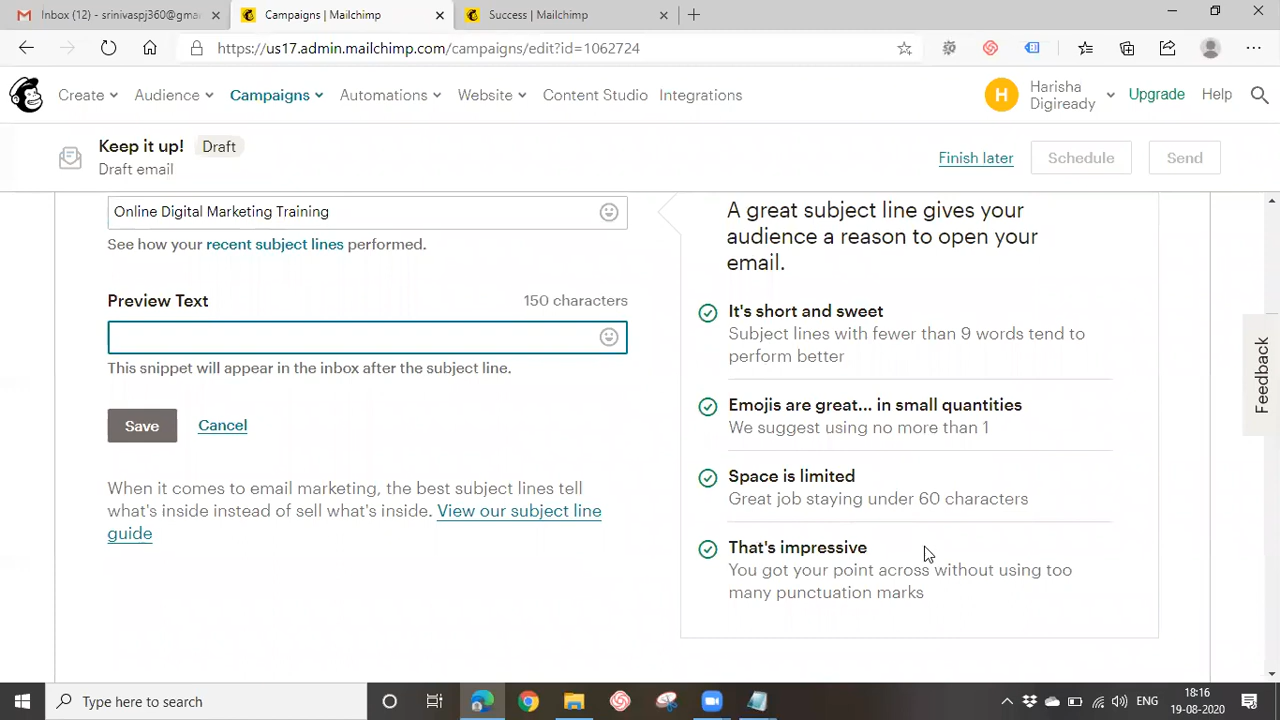 Inbox (12) - srinivaspj360@gmai
Campaigns | Mailchimp
Success | Mailchimp
https://us17.admin.mailchimp.com/campaigns/edit?id=1062724
Create
Audience
Campaigns
Automations
Website
Content Studio
Integrations
H
Harisha
Digiready
Upgrade
Help
Keep it up!
Draft
Draft email
Finish later
Schedule
Send
Online Digital Marketing Training
See how your recent subject lines performed.
Preview Text
150 characters
This snippet will appear in the inbox after the subject line.
Save
Cancel
When it comes to email marketing, the best subject lines tell
what's inside instead of sell what's inside. View our subject line
guide
A great subject line gives your
audience a reason to open your
email.
It's short and sweet
Subject lines with fewer than 9 words tend to
perform better
Emojis are great... in small quantities
We suggest using no more than 1
Space is limited
Great job staying under 60 characters
That's impressive
You got your point across without using too
many punctuation marks
Feedback
Type here to search
ENG
18:16
19-08-2020